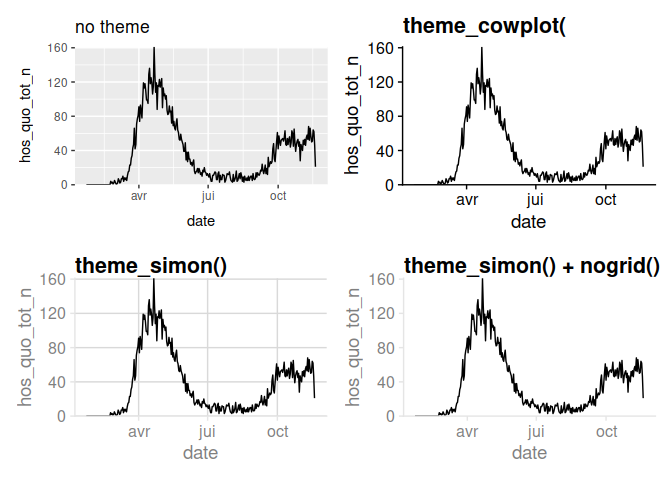 no theme
160
120
80
40
0
hos_quo_tot_n
avr jui oct
date
theme_cowplot(
160
120
80
40
0
hos_quo_tot_n
avr jui oct
date
theme_simon()
160
120
80
40
0
hos_quo_tot_n
avr jui oct
date
theme_simon() + nogrid()
160
120
80
40
0
hos_quo_tot_n
avr jui oct
date